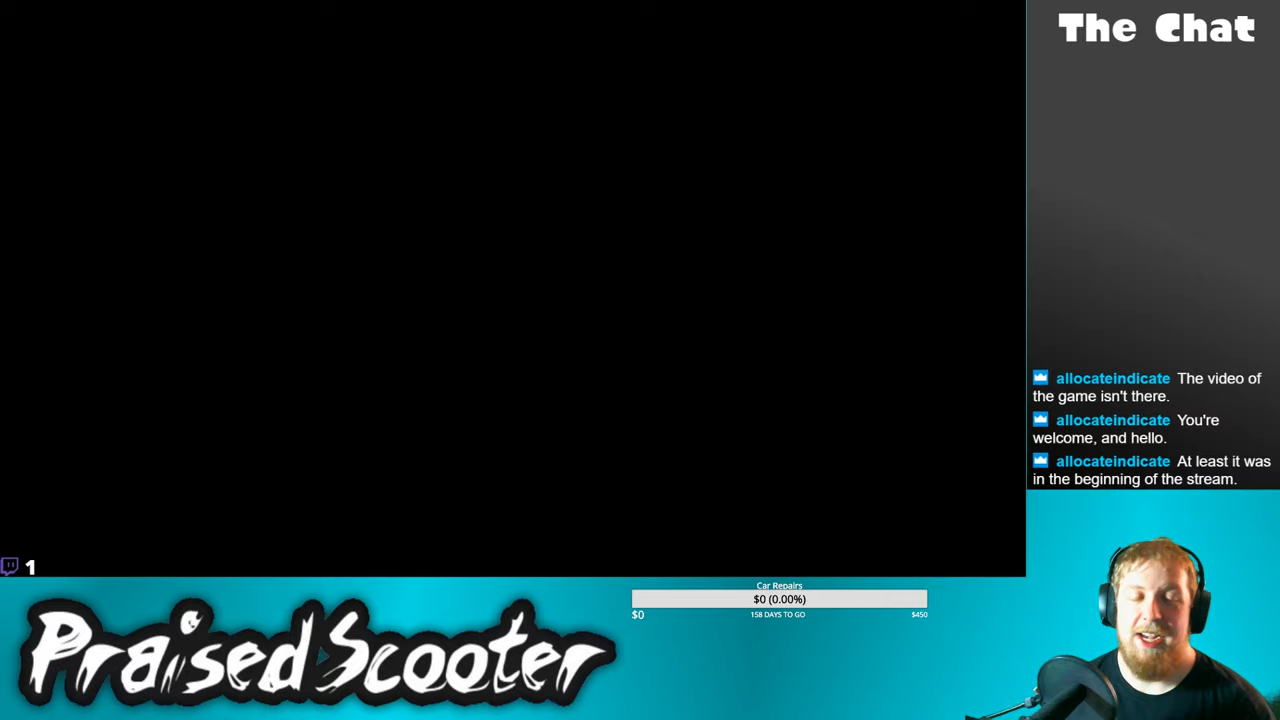 The Chat
allocateindicate The video of
the game isn't there.
allocateindicate You're
welcome, and hello.
allocateindicate At least it was
in the beginning of the stream.
1
Car Repairs
$0 (0.00%)
$0 158 DAYS TO GO $450
PraisedScooter